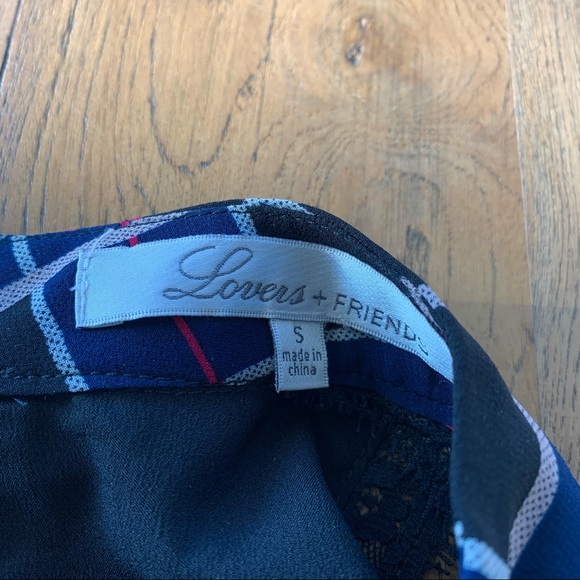 Lovers + FRIENDS
S
made in
china